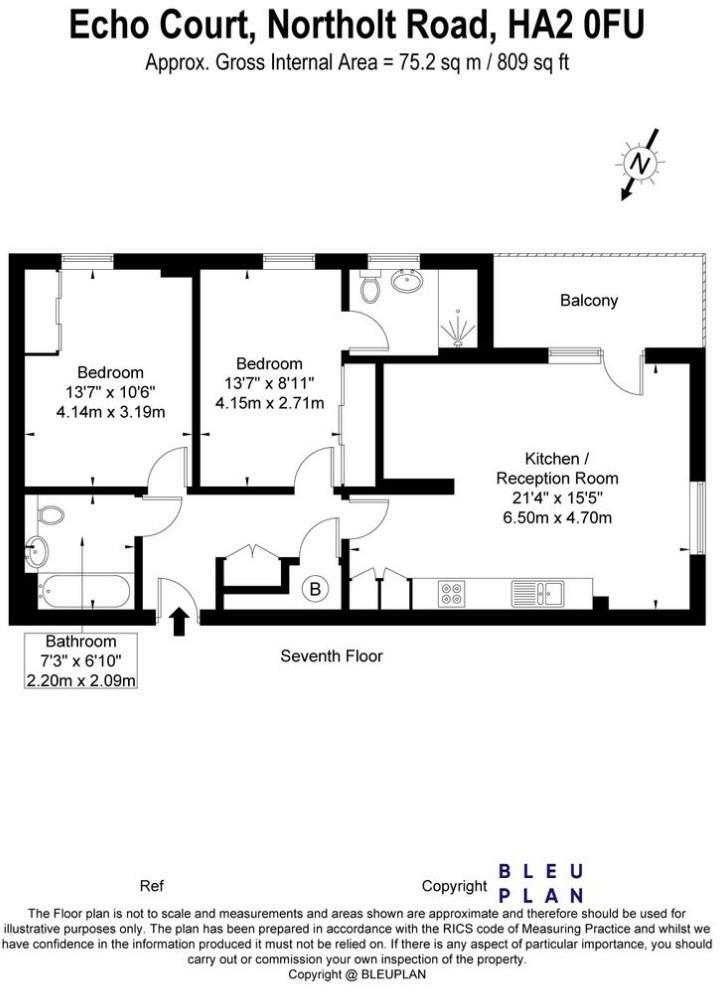 Echo Court, Northolt Road, HA2 0FU
Approx. Gross Internal Area = 75.2 sq m / 809 sq ft
N
Balcony
Bedroom
13'7" x 10'6"
4.14m x 3.19m
Bedroom
13'7" x 8'11"
4.15m x 2.71m
Kitchen /
Reception Room
21'4" x 15'5"
6.50m x 4.70m
B
Bathroom
7'3" x 6'10"
2.20m x 2.09m
Seventh Floor
Ref
Copyright
BLEU
PLAN
The Floor plan is not to scale and measurements and areas shown are approximate and therefore should be used for
illustrative purposes only. The plan has been prepared in accordance with the RICS code of Measuring Practice and whilst we
have confidence in the information produced it must not be relied on. If there is any aspect of particular importance, you should
carry out or commission your own inspection of the property.
Copyright @ BLEUPLAN